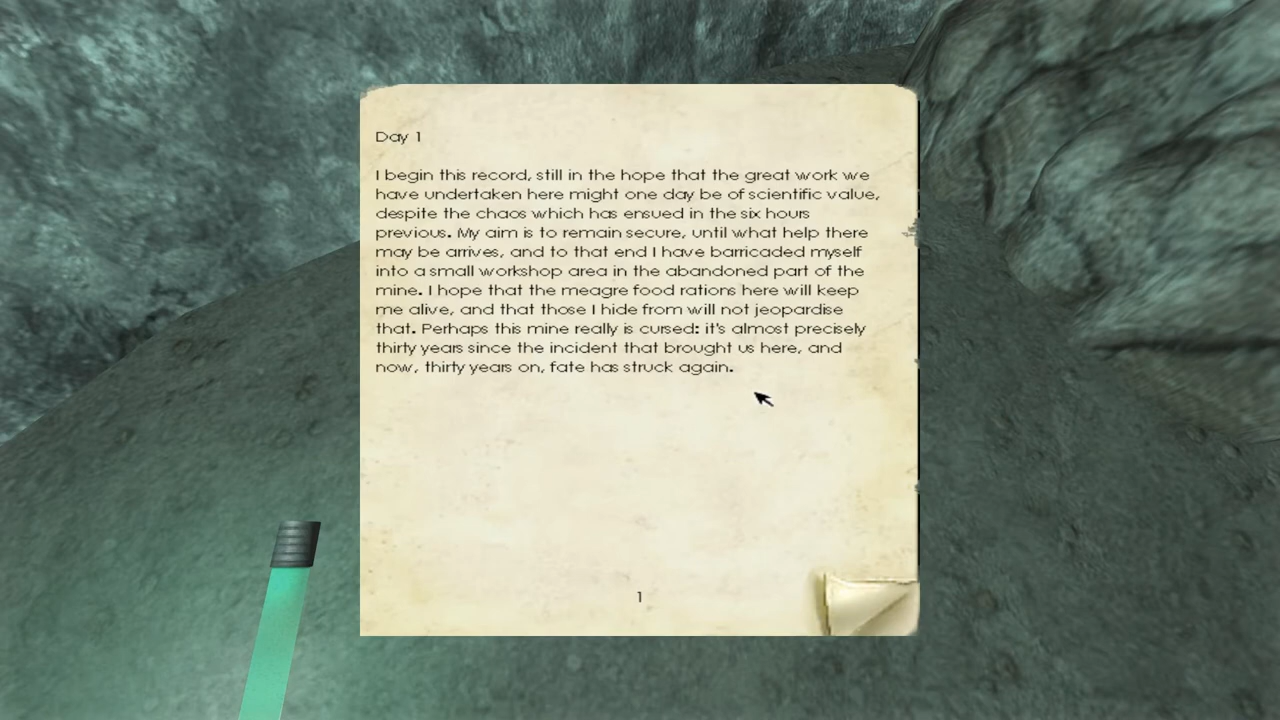 Day 1
I begin this record, still in the hope that the great work we
have undertaken here might one day be of scientific value,
despite the chaos which has ensued in the six hours
previous. My aim is to remain secure, until what help there
may be arrives, and to that end I have barricaded myself
into a small workshop area in the abandoned part of the
mine. I hope that the meagre food rations here will keep
me alive, and that those I hide from will not jeopardise
that. Perhaps this mine really is cursed: it's almost precisely
thirty years since the incident that brought us here, and
now, thirty years on, fate has struck again.
1